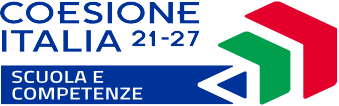 COESIONE
ITALIA 21-27
SCUOLA E
COMPETENZE